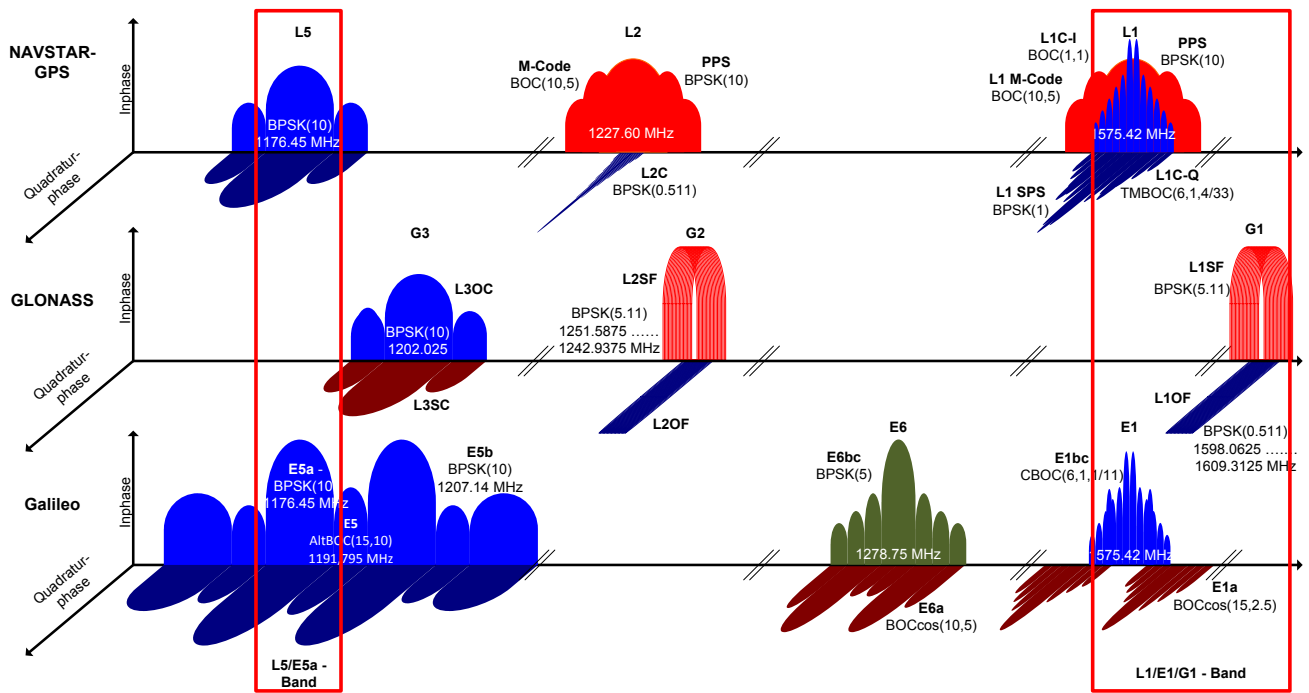 NAVSTAR-
GPS
Inphase
Quadratur-
phase
L5
BPSK(10)
1176.45 MHz
L2
M-Code
BOC(10,5)
PPS
BPSK(10)
1227.60 MHz
L2C
BPSK(0.511)
L1C-I
BOC(1,1)
L1
PPS
BPSK(10)
L1 M-Code
BOC(10,5)
1575.42 MHz
L1 SPS
BPSK(1)
L1C-Q
TMBOC(6,1,4/33)
GLONASS
Inphase
Quadratur-
phase
G3
L3OC
BPSK(10)
1202.025
L3SC
G2
L2SF
BPSK(5.11)
1251.5875 ......
1242.9375 MHz
L2OF
G1
L1SF
BPSK(5.11)
L1OF
BPSK(0.511)
1598.0625 ......
1609.3125 MHz
Galileo
Inphase
Quadratur-
phase
E5a -
BPSK(10)
1176.45 MHz
E5
AltBOC(15,10)
1191,795 MHz
E5b
BPSK(10)
1207.14 MHz
E6
E6bc
BPSK(5)
1278.75 MHz
E6a
BOCcos(10,5)
E1
E1bc
CBOC(6,1,1/11)
1575.42 MHz
E1a
BOCcos(15,2.5)
L5/E5a -
Band
L1/E1/G1 - Band